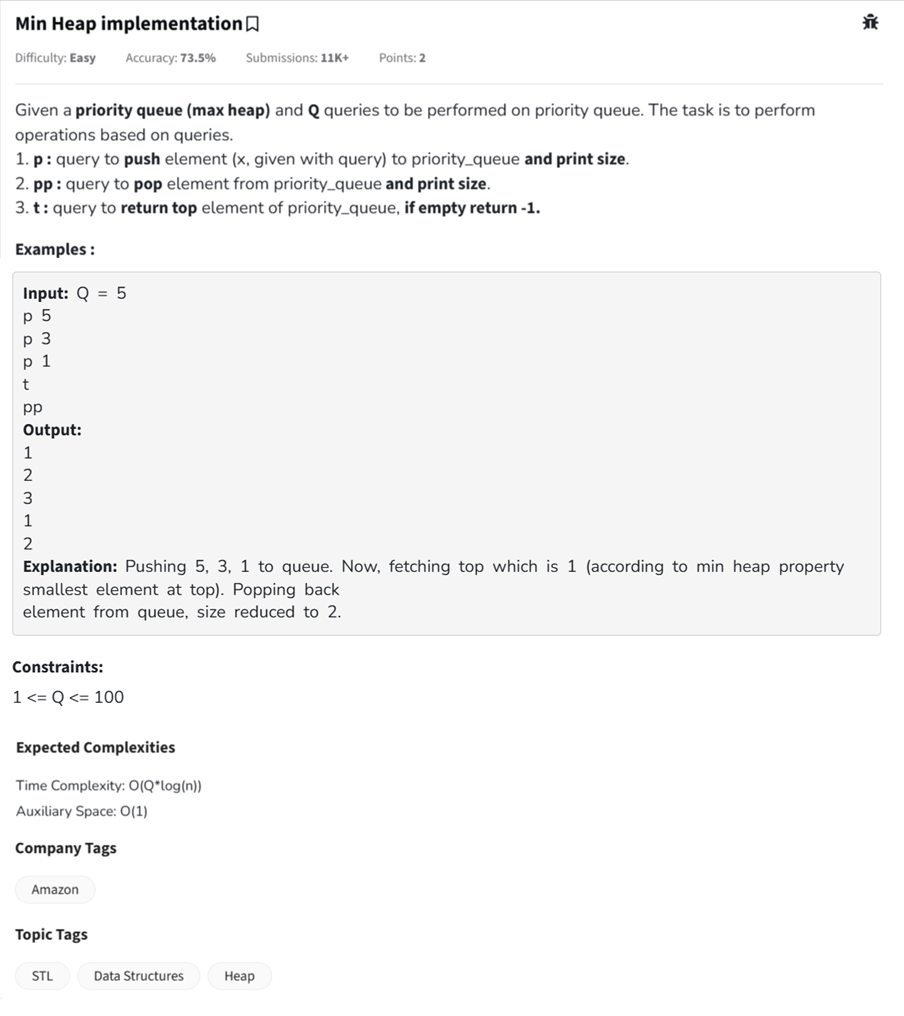 Min Heap implementation
Difficulty: Easy Accuracy: 73.5% Submissions: 11K+ Points: 2
Given a priority queue (max heap) and Q queries to be performed on priority queue. The task is to perform
operations based on queries.
1. p : query to push element (x, given with query) to priority_queue and print size.
2. pp : query to pop element from priority_queue and print size.
3. t : query to return top element of priority_queue, if empty return -1.
Examples :
Input: Q = 5
p 5
p 3
p 1
t
pp
Output:
1
2
3
1
2
Explanation: Pushing 5, 3, 1 to queue. Now, fetching top which is 1 (according to min heap property
smallest element at top). Popping back
element from queue, size reduced to 2.
Constraints:
1 <= Q <= 100
Expected Complexities
Time Complexity: O(Q*log(n))
Auxiliary Space: O(1)
Company Tags
Amazon
Topic Tags
STL Data Structures Heap